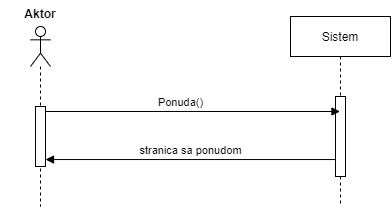 Aktor
Sistem
Ponuda()
stranica sa ponudom